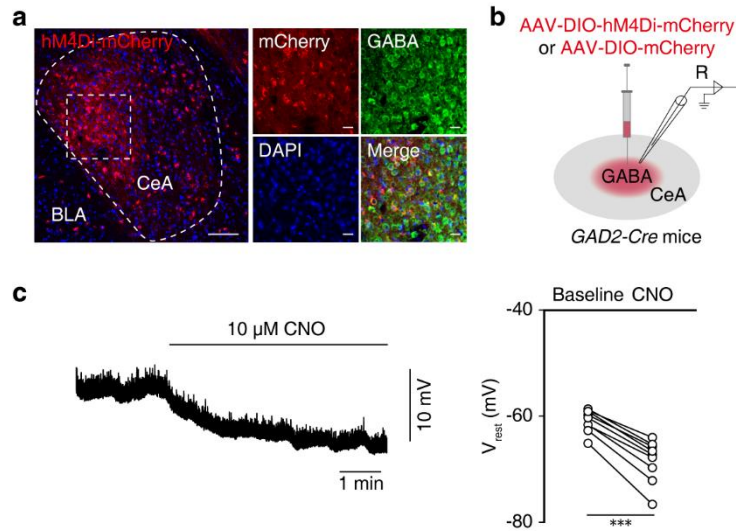 a
hM4Di-mCherry
CeA
BLA
mCherry
GABA
DAPI
Merge
b
AAV-DIO-hM4Di-mCherry
or AAV-DIO-mCherry
R
GABA
CeA
GAD2-Cre mice
c
10 µM CNO
10 mV
1 min
Baseline CNO
-40
-60
-80
Vrest (mV)
***